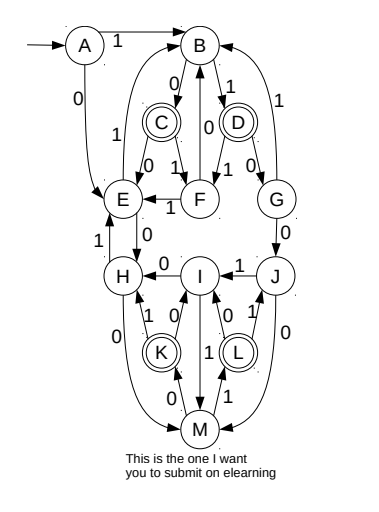 A 1 B
0
0 1
C D
1 1
0 1 0 1 0
E 1 F G
1 0 0
H 0 I 1 J
0 1 0 0 1 0
K 1 L
0 1
M
This is the one I want
you to submit on elearning